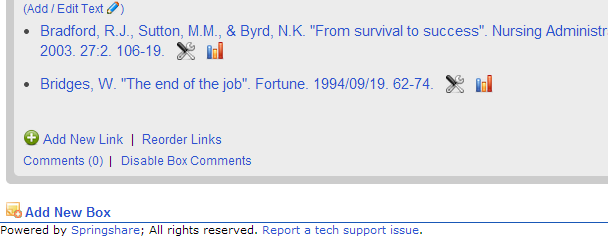 (Add / Edit Text )
Bradford, R.J., Sutton, M.M., & Byrd, N.K. "From survival to success". Nursing
2003. 27:2. 106-19.
Bridges, W. "The end of the job". Fortune. 1994/09/19. 62-74.
Add New Link | Reorder Links
Comments (0) | Disable Box Comments
Add New Box
Powered by Springshare; All rights reserved. Report a tech support issue.